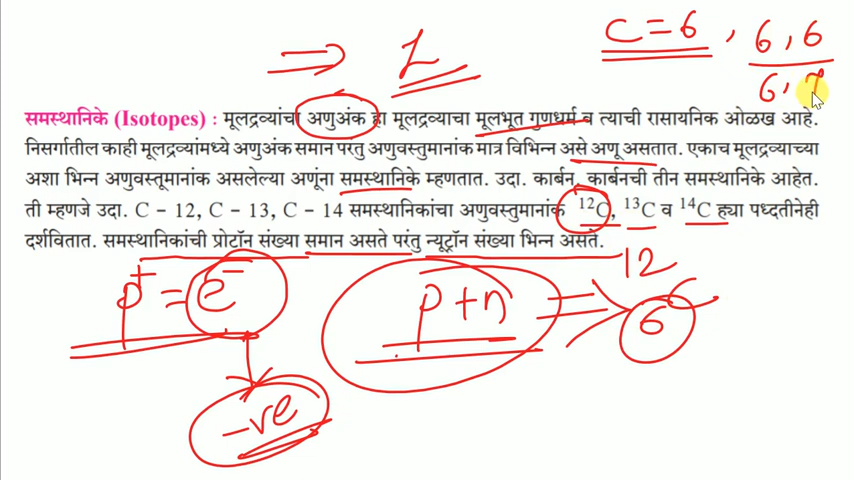 ⇒ Z
C = 6, 6, 6
6, 7
समस्थानिके (Isotopes) : मूलद्रव्यांचा अणुअंक हा मूलद्रव्याचा मूलभूत गुणधर्म व त्याची रासायनिक ओळख आहे.
निसर्गातील काही मूलद्रव्यांमध्ये अणुअंक समान परंतु अणुवस्तुमानांक मात्र विभिन्न असे अणू असतात. एकाच मूलद्रव्याच्या
अशा भिन्न अणुवस्तूमानांक असलेल्या अणूंना समस्थानिके म्हणतात. उदा. कार्बन. कार्बनची तीन समस्थानिके आहेत.
ती म्हणजे उदा. C - 12, C - 13, C - 14 समस्थानिकांचा अणुवस्तुमानांक ¹²C, ¹³C व ¹⁴C ह्या पध्दतीनेही
दर्शवितात. समस्थानिकांची प्रोटॉन संख्या समान असते परंतु न्यूट्रॉन संख्या भिन्न असते.
p⁺ = e⁻
p + n = 12
6 6
-ve